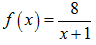 f(x) = 8/(x+1)